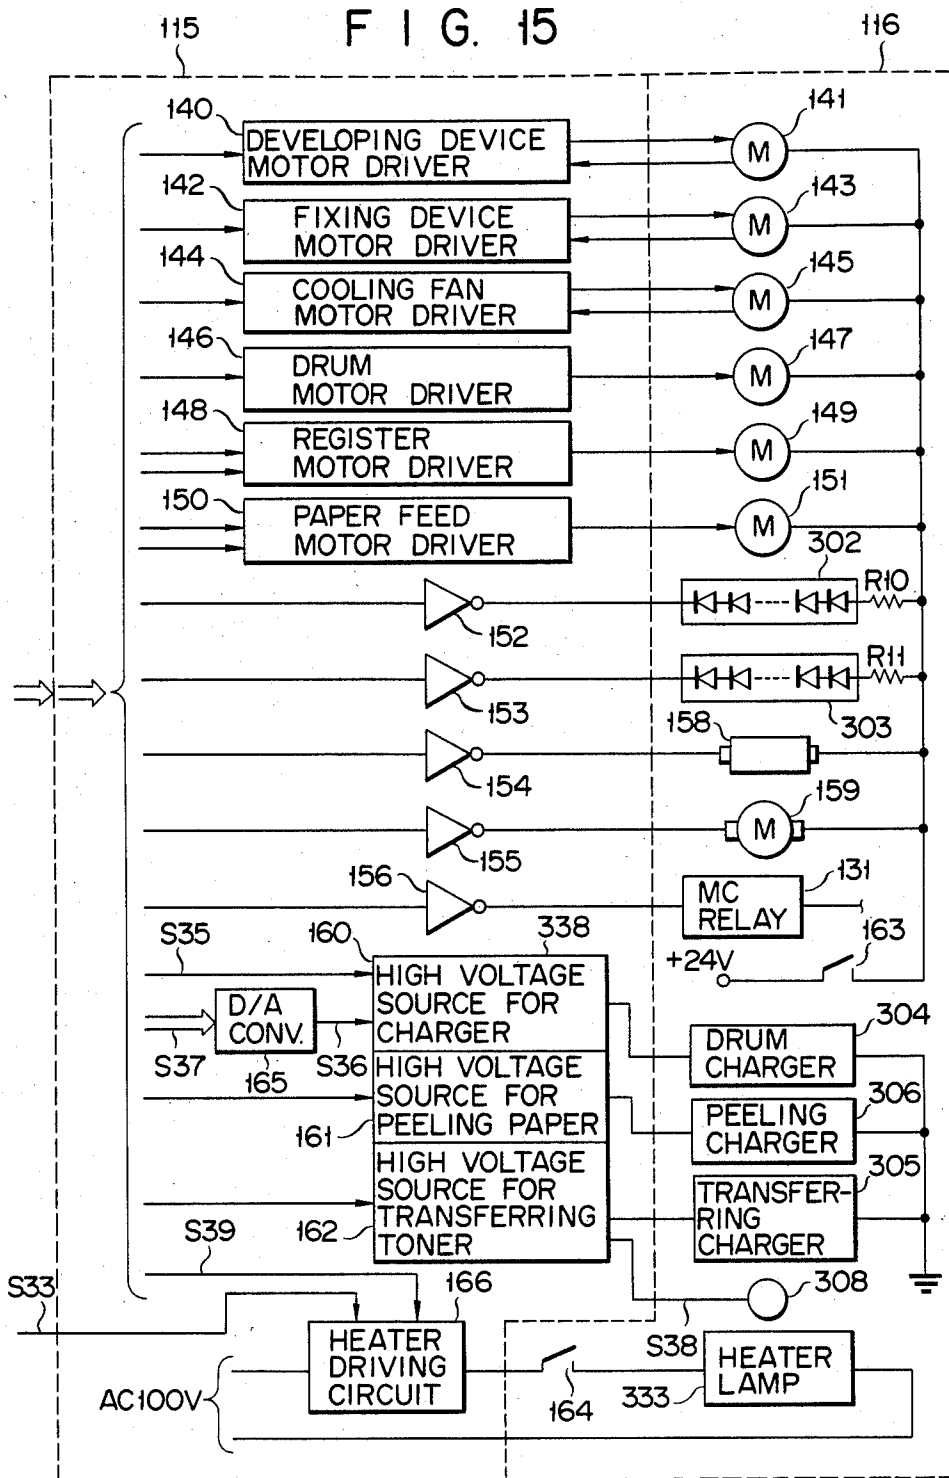 FIG. 15
115
116
140
DEVELOPING DEVICE
MOTOR DRIVER
141
M
142
FIXING DEVICE
MOTOR DRIVER
143
M
144
COOLING FAN
MOTOR DRIVER
145
M
146
DRUM
MOTOR DRIVER
147
M
148
REGISTER
MOTOR DRIVER
149
M
150
PAPER FEED
MOTOR DRIVER
151
M
152
302
R10
153
303
R11
154
158
155
159
M
156
MC
RELAY
131
+24V
163
S35
160
338
HIGH VOLTAGE
SOURCE FOR
CHARGER
D/A
CONV.
S37
165
S36
DRUM
CHARGER
304
161
HIGH VOLTAGE
SOURCE FOR
PEELING PAPER
PEELING
CHARGER
306
162
HIGH VOLTAGE
SOURCE FOR
TRANSFERRING
TONER
TRANSFER-
RING
CHARGER
305
S39
S33
166
HEATER
DRIVING
CIRCUIT
S38
308
AC100V
164
333
HEATER
LAMP